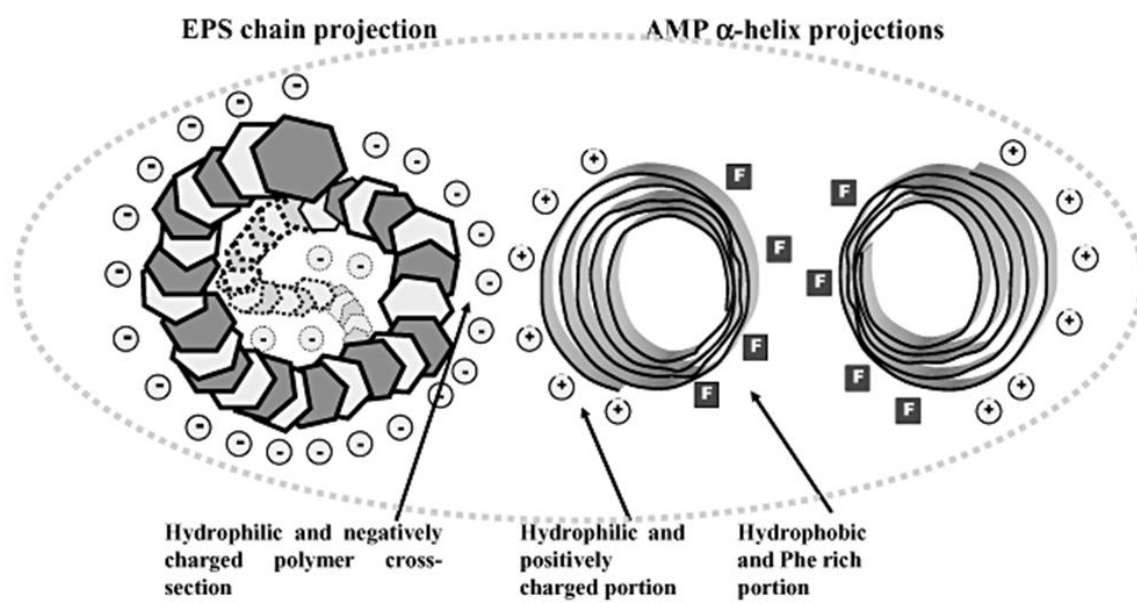 EPS chain projection
AMP α-helix projections
F
F
F
F
F
F
F
F
Hydrophilic and negatively
charged polymer cross-
section
Hydrophilic and
positively
charged portion
Hydrophobic
and Phe rich
portion